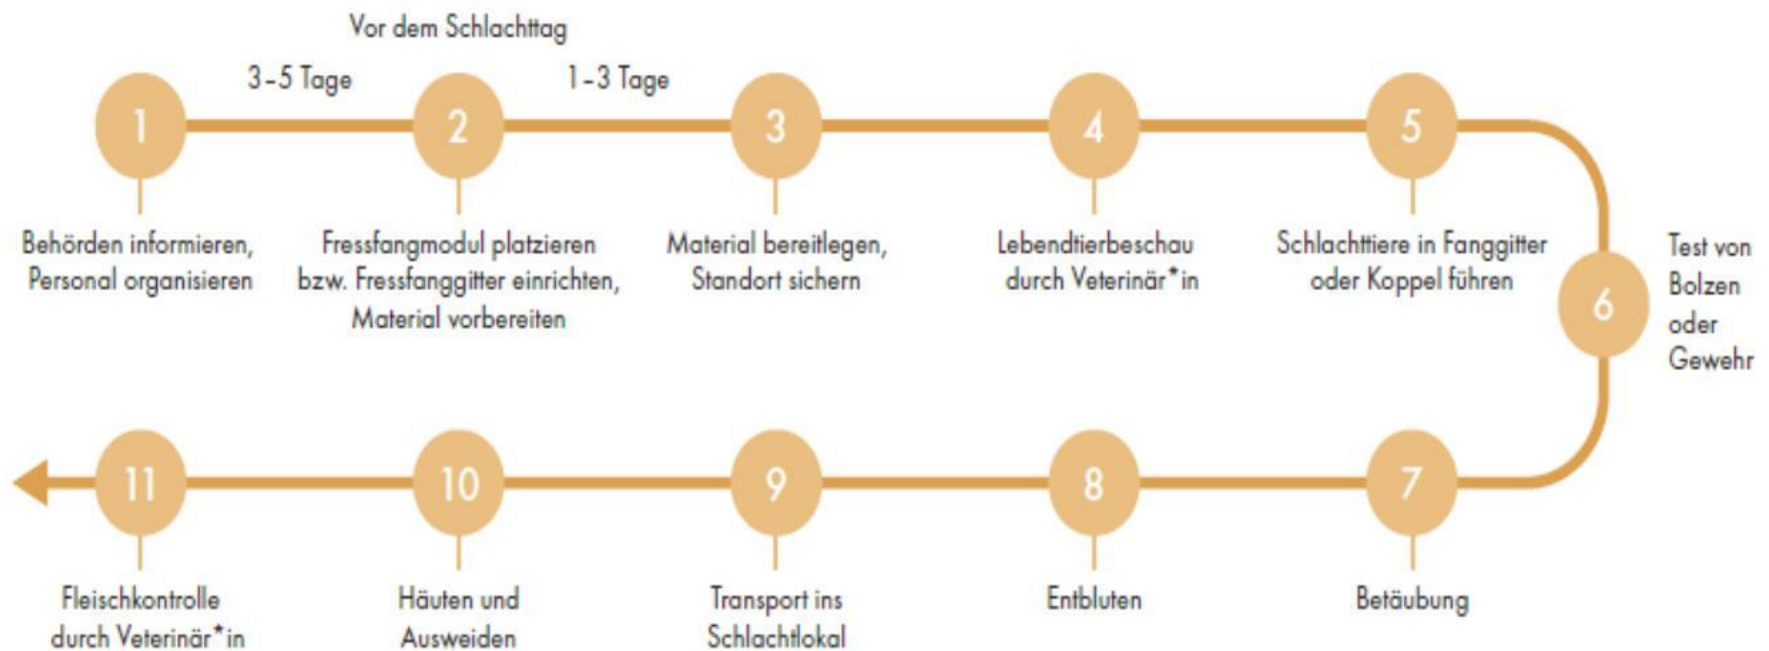 Vor dem Schlachttag
3–5 Tage
1–3 Tage
1
2
3
4
5
Behörden informieren,
Personal organisieren
Fressfangmodul platzieren
bzw. Fressfanggitter einrichten,
Material vorbereiten
Material bereitlegen,
Standort sichern
Lebendtierbeschau
durch Veterinär*in
Schlachttiere in Fanggitter
oder Koppel führen
6
Test von
Bolzen
oder
Gewehr
7
Betäubung
8
Entbluten
9
Transport ins
Schlachtlokal
10
Häuten und
Ausweiden
11
Fleischkontrolle
durch Veterinär*in